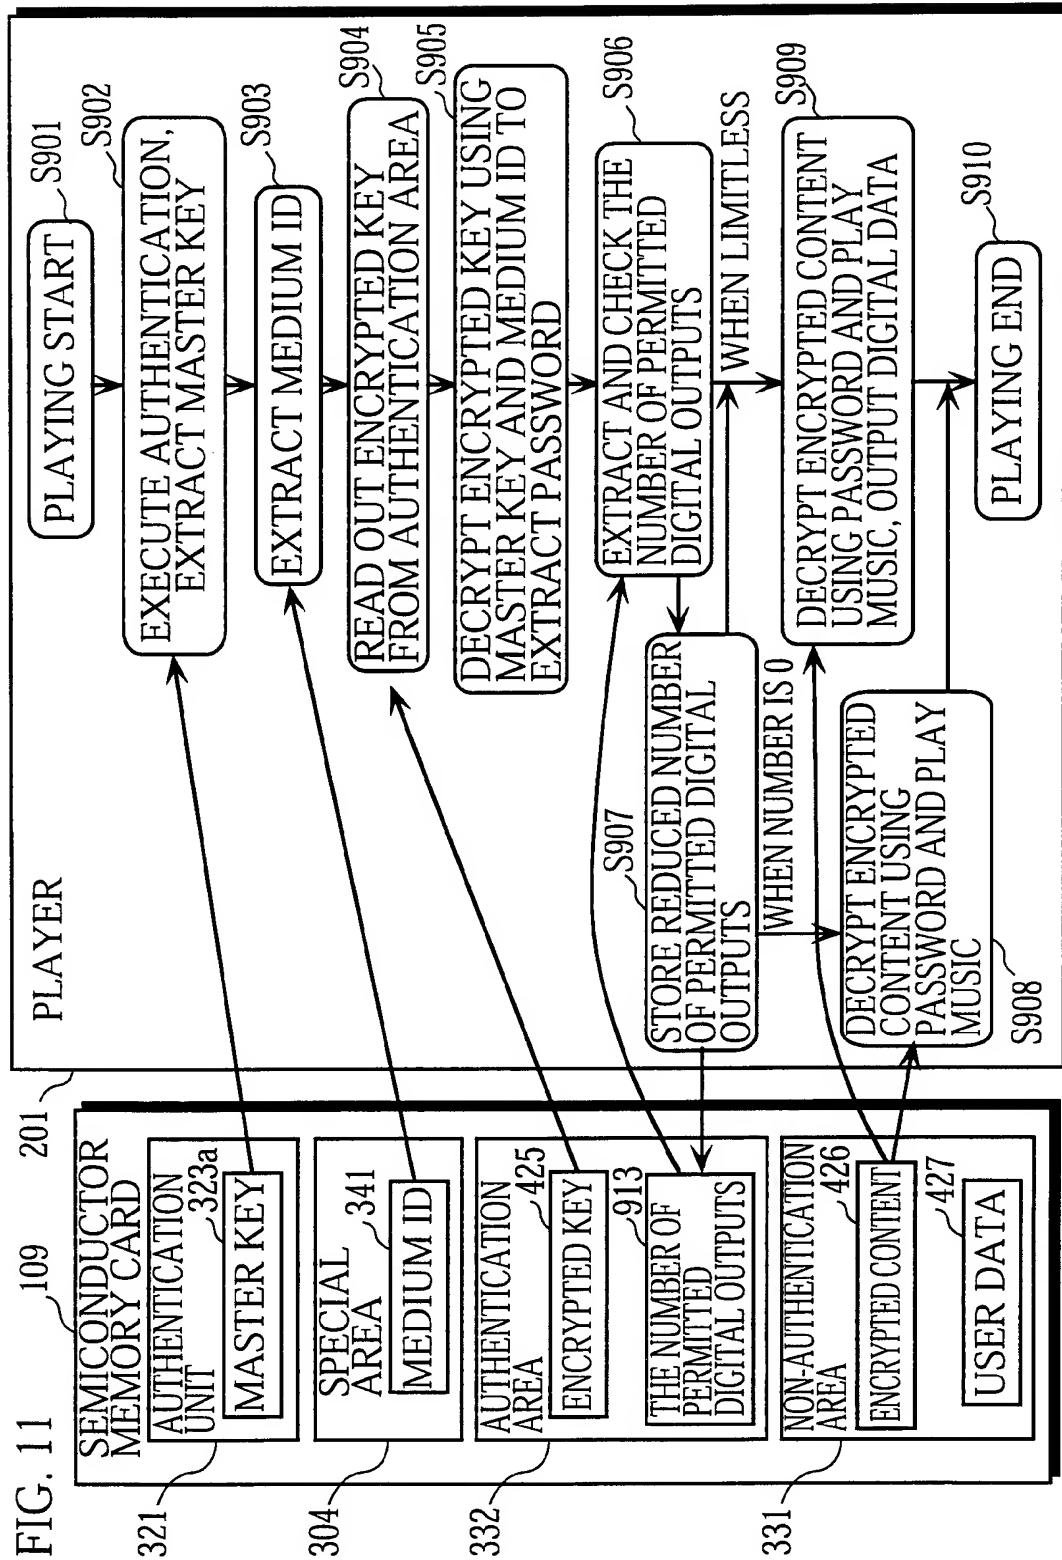 FIG. 11
109
201
SEMICONDUCTOR
MEMORY CARD
321
AUTHENTICATION
UNIT
323a
MASTER KEY
304
SPECIAL
AREA
341
MEDIUM ID
332
AUTHENTICATION
AREA
425
ENCRYPTED KEY
913
THE NUMBER OF
PERMITTED
DIGITAL OUTPUTS
331
NON-AUTHENTICATION
AREA
426
ENCRYPTED CONTENT
427
USER DATA
PLAYER
PLAYING START
S901
EXECUTE AUTHENTICATION,
EXTRACT MASTER KEY
S902
EXTRACT MEDIUM ID
S903
READ OUT ENCRYPTED KEY
FROM AUTHENTICATION AREA
S904
DECRYPT ENCRYPTED KEY USING
MASTER KEY AND MEDIUM ID TO
EXTRACT PASSWORD
S905
EXTRACT AND CHECK THE
NUMBER OF PERMITTED
DIGITAL OUTPUTS
S906
S907
STORE REDUCED NUMBER
OF PERMITTED DIGITAL
OUTPUTS
WHEN LIMITLESS
WHEN NUMBER IS 0
DECRYPT ENCRYPTED
CONTENT USING
PASSWORD AND PLAY
MUSIC
S908
DECRYPT ENCRYPTED CONTENT
USING PASSWORD AND PLAY
MUSIC, OUTPUT DIGITAL DATA
S909
PLAYING END
S910